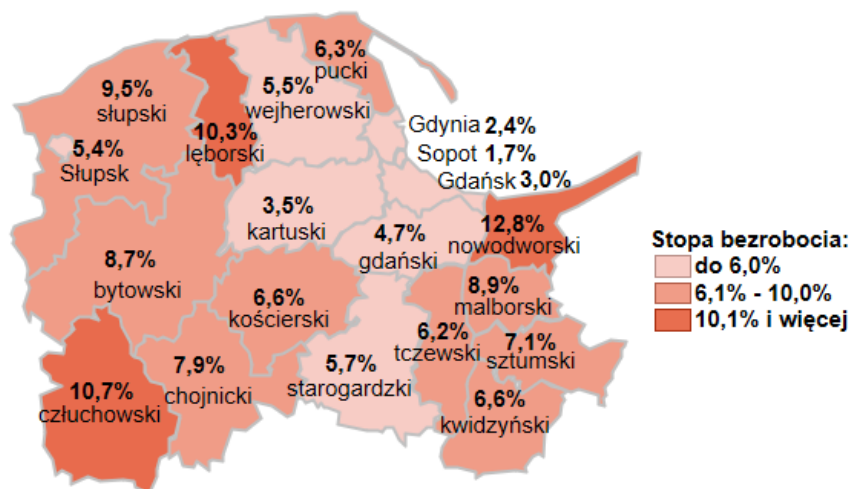 6,3%
pucki
9,5%
słupski
5,5%
wejherowski
10,3%
lęborski
5,4%
Słupsk
Gdynia 2,4%
Sopot 1,7%
Gdańsk 3,0%
3,5%
kartuski
4,7%
gdański
12,8%
nowodworski
8,7%
bytowski
6,6%
kościerski
8,9%
malborski
6,2%
tczewski
7,1%
sztumski
5,7%
starogardzki
7,9%
chojnicki
10,7%
człuchowski
6,6%
kwidzyński
Stopa bezrobocia:
do 6,0%
6,1% - 10,0%
10,1% i więcej